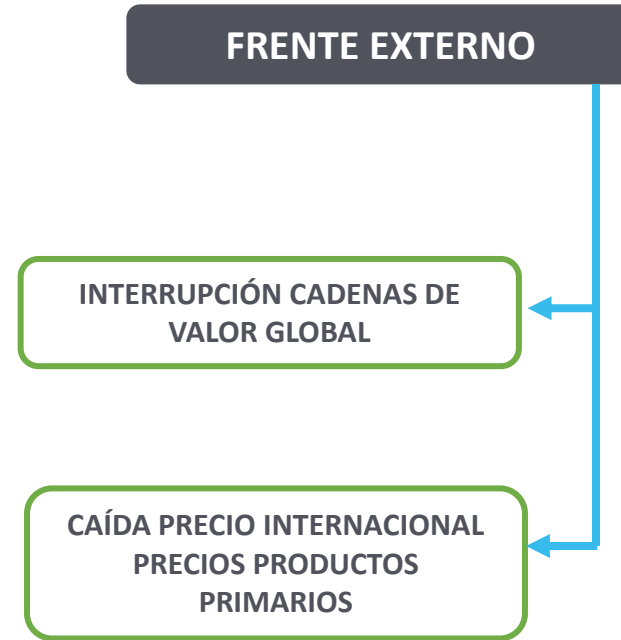 FRENTE EXTERNO
INTERRUPCIÓN CADENAS DE
VALOR GLOBAL
CAÍDA PRECIO INTERNACIONAL
PRECIOS PRODUCTOS
PRIMARIOS